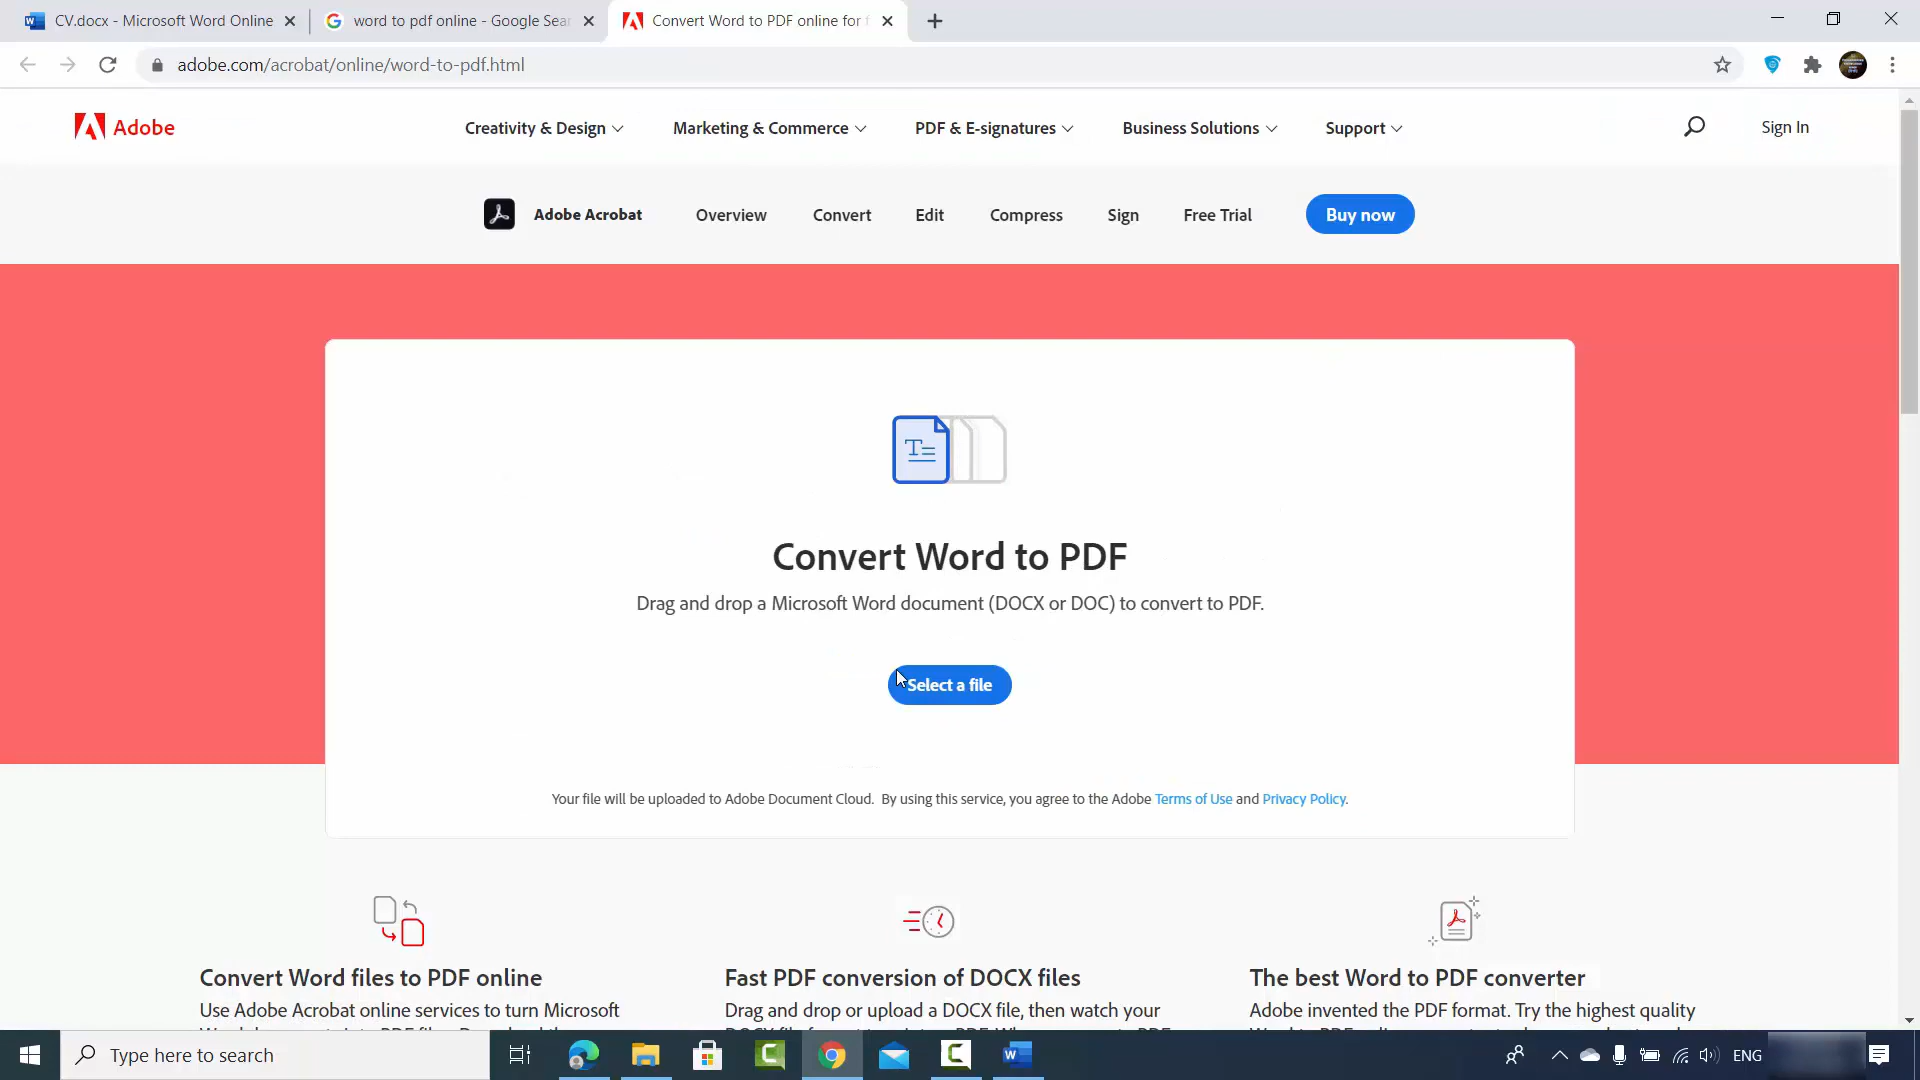 CV.docx - Microsoft Word Online
word to pdf online - Google Sear
Convert Word to PDF online for f
adobe.com/acrobat/online/word-to-pdf.html
Adobe
Creativity & Design
Marketing & Commerce
PDF & E-signatures
Business Solutions
Support
Sign In
Adobe Acrobat
Overview
Convert
Edit
Compress
Sign
Free Trial
Buy now
Convert Word to PDF
Drag and drop a Microsoft Word document (DOCX or DOC) to convert to PDF.
Select a file
Your file will be uploaded to Adobe Document Cloud. By using this service, you agree to the Adobe Terms of Use and Privacy Policy.
Convert Word files to PDF online
Use Adobe Acrobat online services to turn Microsoft
Fast PDF conversion of DOCX files
Drag and drop or upload a DOCX file, then watch your
The best Word to PDF converter
Adobe invented the PDF format. Try the highest quality
Type here to search
ENG